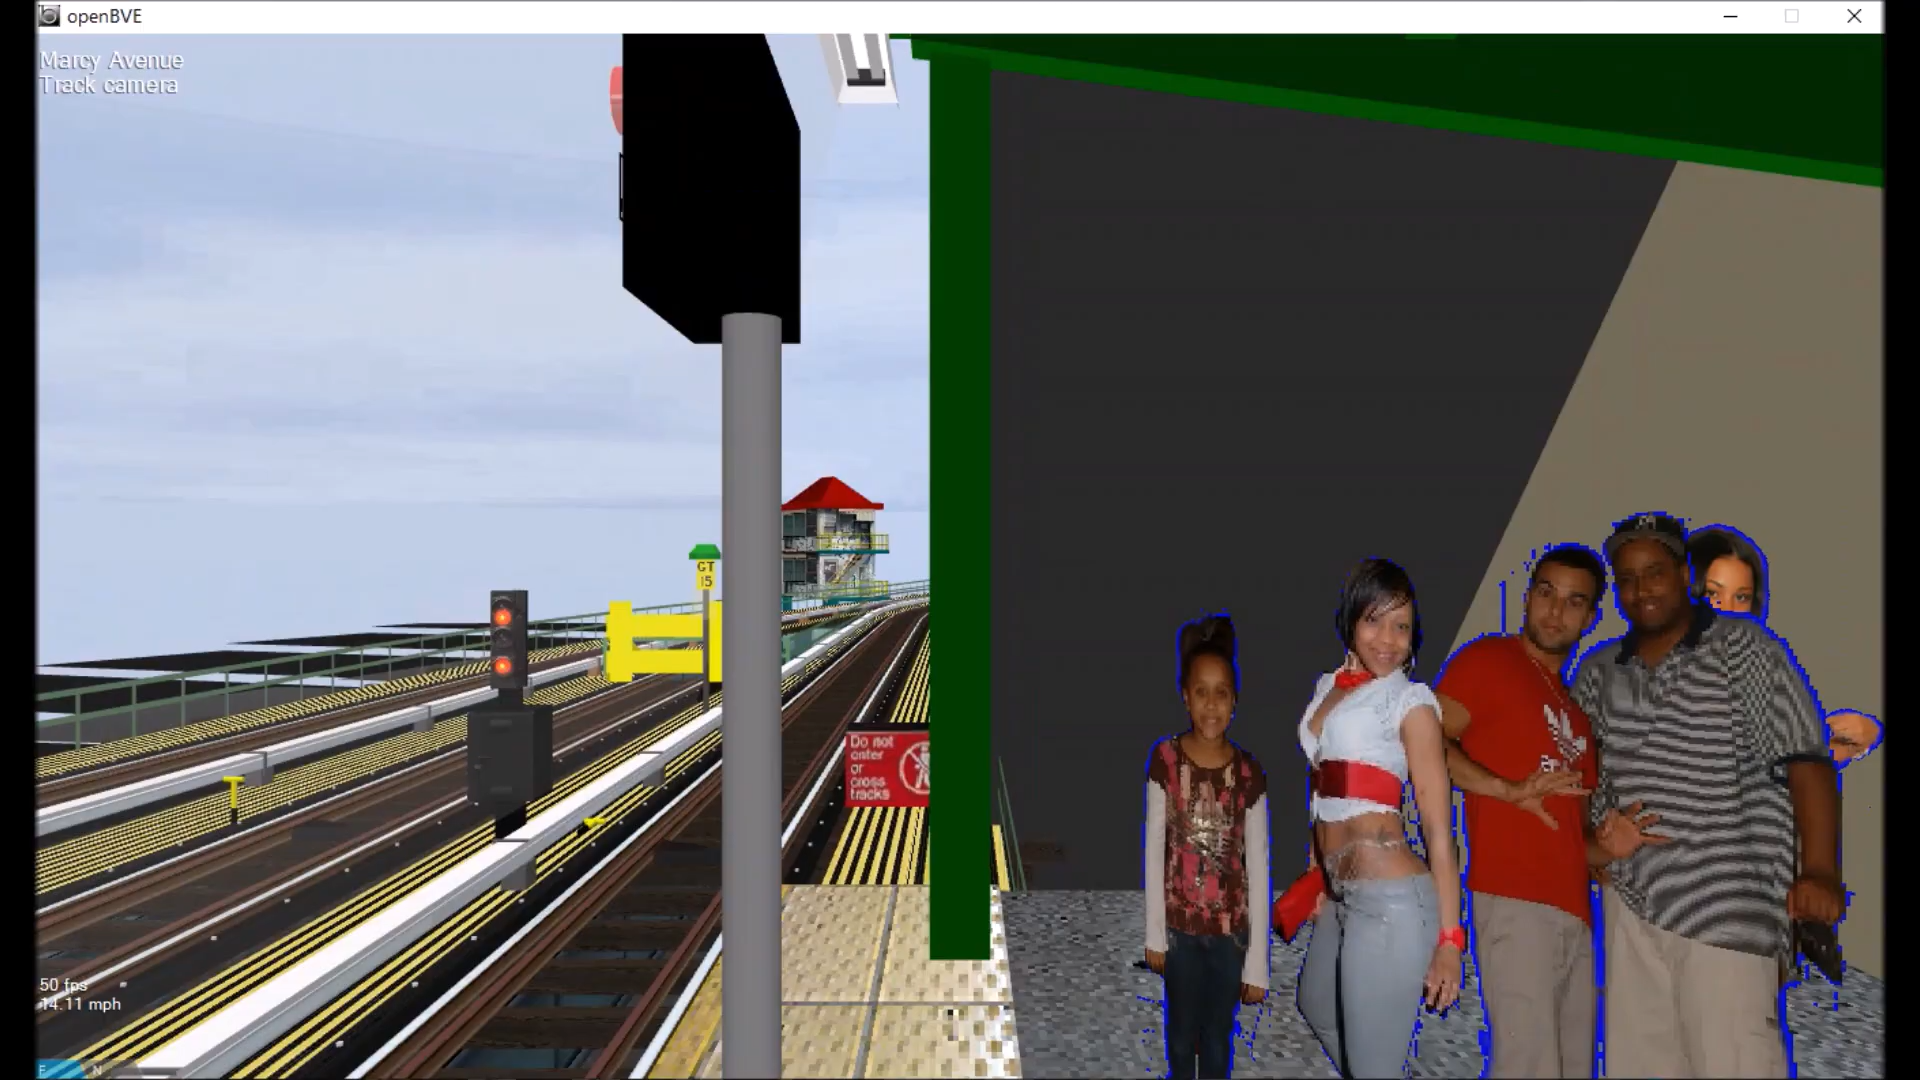 openBVE
Marcy Avenue
Track camera
GT
15
Do not
enter
or
cross
tracks
50 fps
14.11 mph
F
N